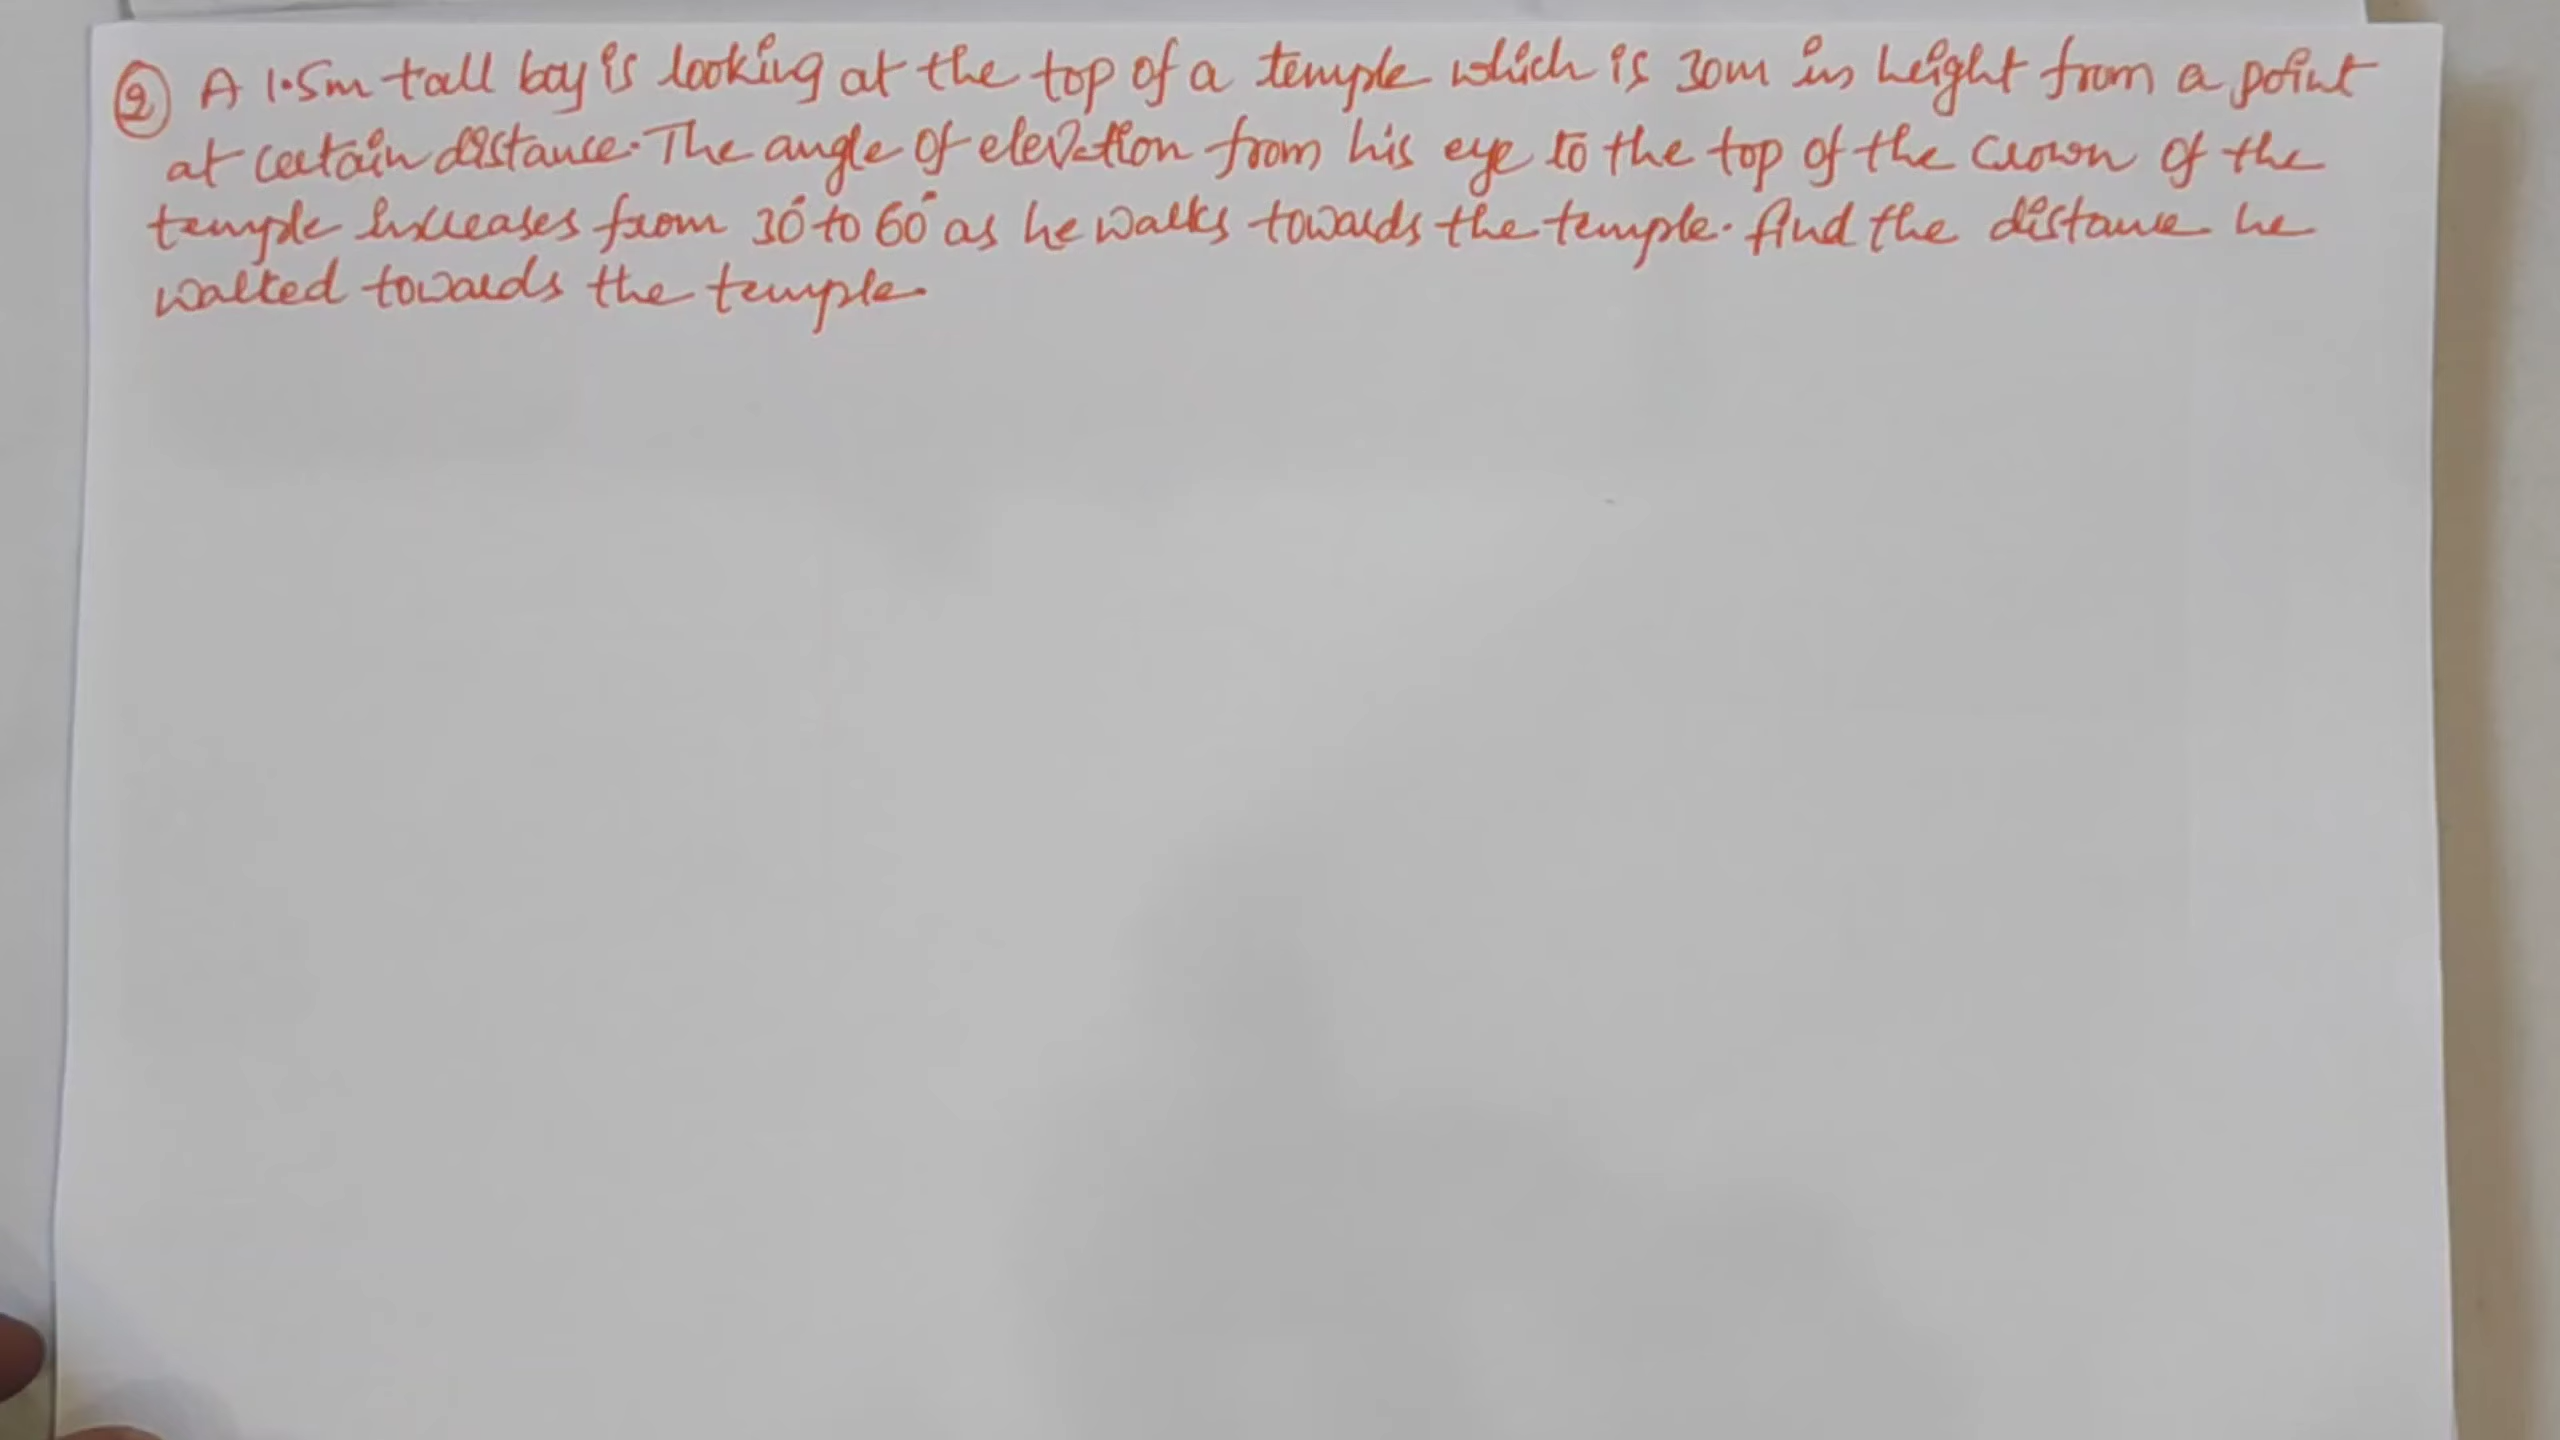 ② A 1.5m tall boy is looking at the top of a temple which is 30m in height from a point
at certain distance. The angle of elevation from his eye to the top of the crown of the
temple increases from 30° to 60° as he walks towards the temple. find the distance he
walked towards the temple.